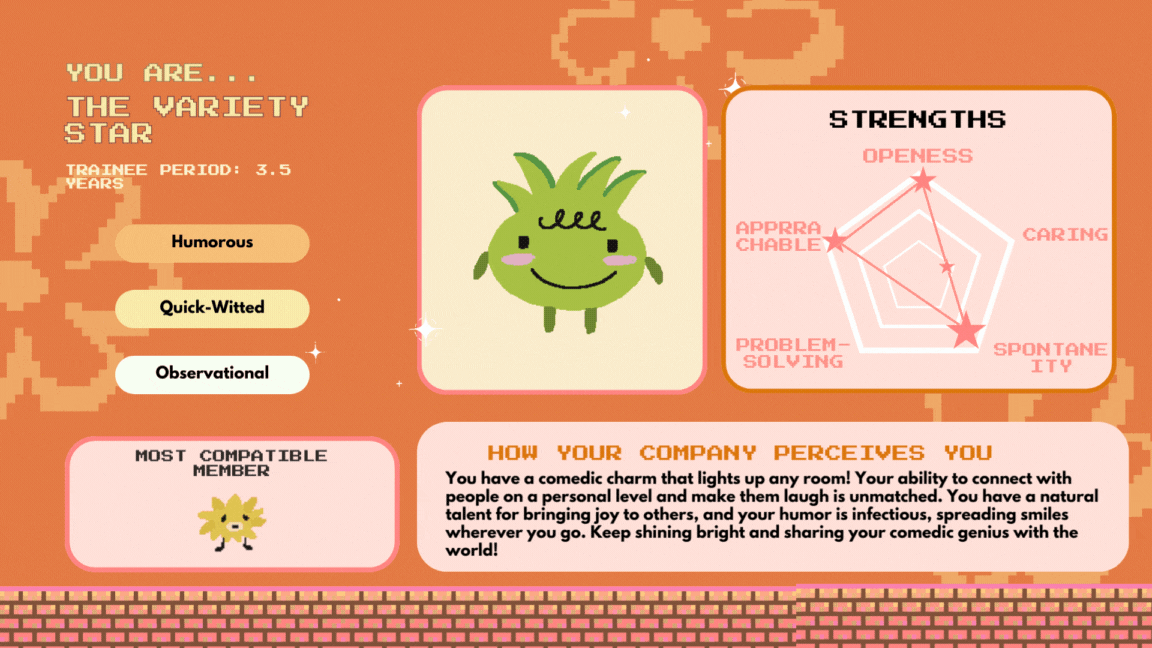 YOU ARE...
THE VARIETY
STAR
TRAINEE PERIOD: 3.5
YEARS
Humorous
Quick-Witted
Observational
MOST COMPATIBLE
MEMBER
STRENGTHS
OPENESS
APPRRA
CHABLE
CARING
PROBLEM-
SOLVING
SPONTANE
ITY
HOW YOUR COMPANY PERCEIVES YOU
You have a comedic charm that lights up any room! Your ability to connect with
people on a personal level and make them laugh is unmatched. You have a natural
talent for bringing joy to others, and your humor is infectious, spreading smiles
wherever you go. Keep shining bright and sharing your comedic genius with the
world!